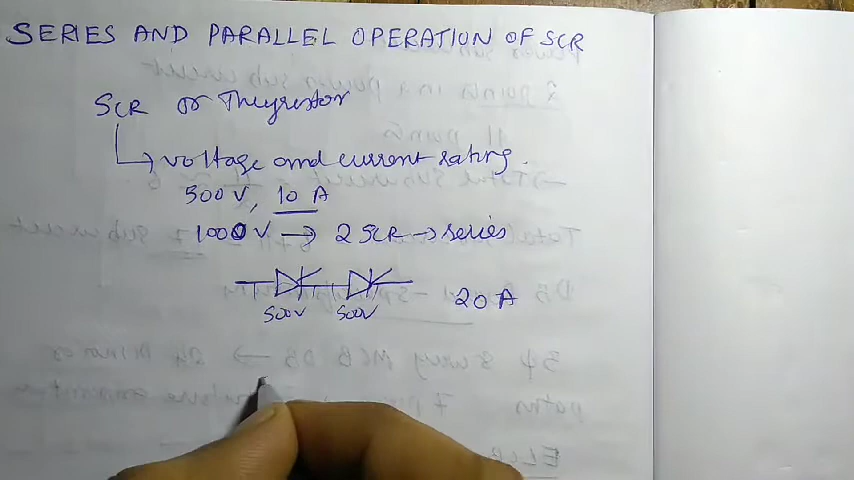 SERIES AND PARALLEL OPERATION OF SCR
SCR or Thyristor
voltage and current rating.
500 V, 10 A
1000 V → 2 SCR → series
500V 500V 20 A